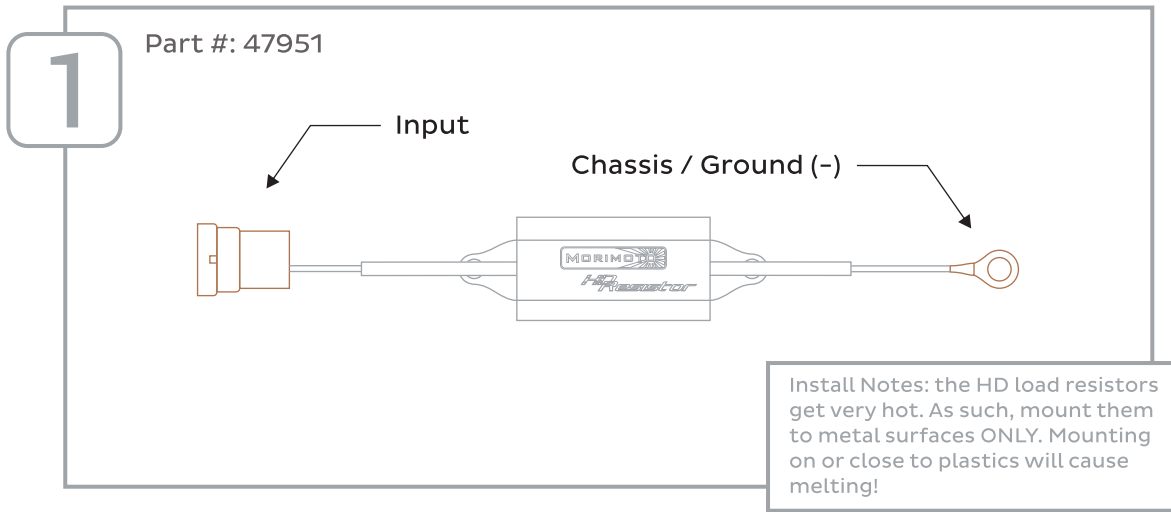 1
Part #: 47951
Input
Chassis / Ground (-)
MORIMOTO
HD
Resistor
Install Notes: the HD load resistors
get very hot. As such, mount them
to metal surfaces ONLY. Mounting
on or close to plastics will cause
melting!